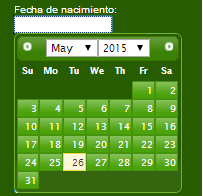 Fecha de nacimiento:
May 2015
Su Mo Tu We Th Fr Sa
1 2
3 4 5 6 7 8 9
10 11 12 13 14 15 16
17 18 19 20 21 22 23
24 25 26 27 28 29 30
31